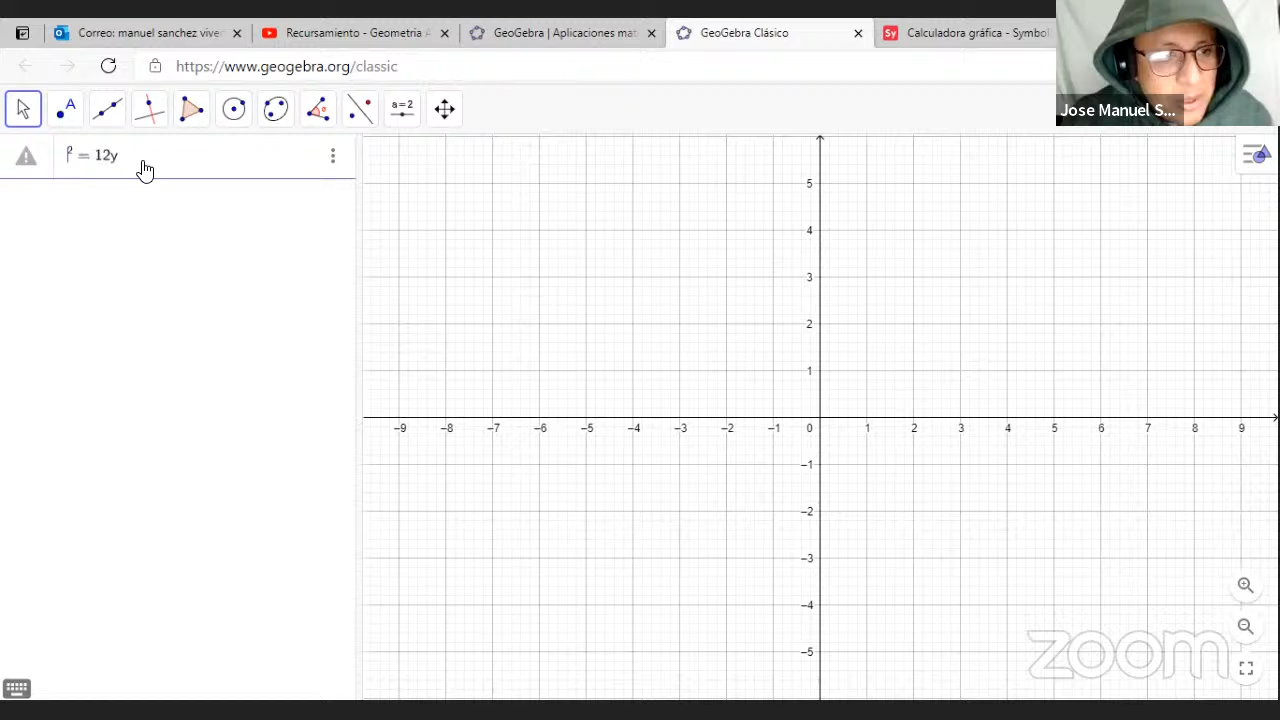 Correo: manuel sanchez viver
Recursamiento - Geometria A
GeoGebra | Aplicaciones mat
GeoGebra Clásico
Sy
Calculadora gráfica - Symbol
https://www.geogebra.org/classic
Jose Manuel S...
A
a=2
= 12y
5
4
3
2
1
−9 −8 −7 −6 −5 −4 −3 −2 −1 0 1 2 3 4 5 6 7 8 9
−1
−2
−3
−4
−5
zoom